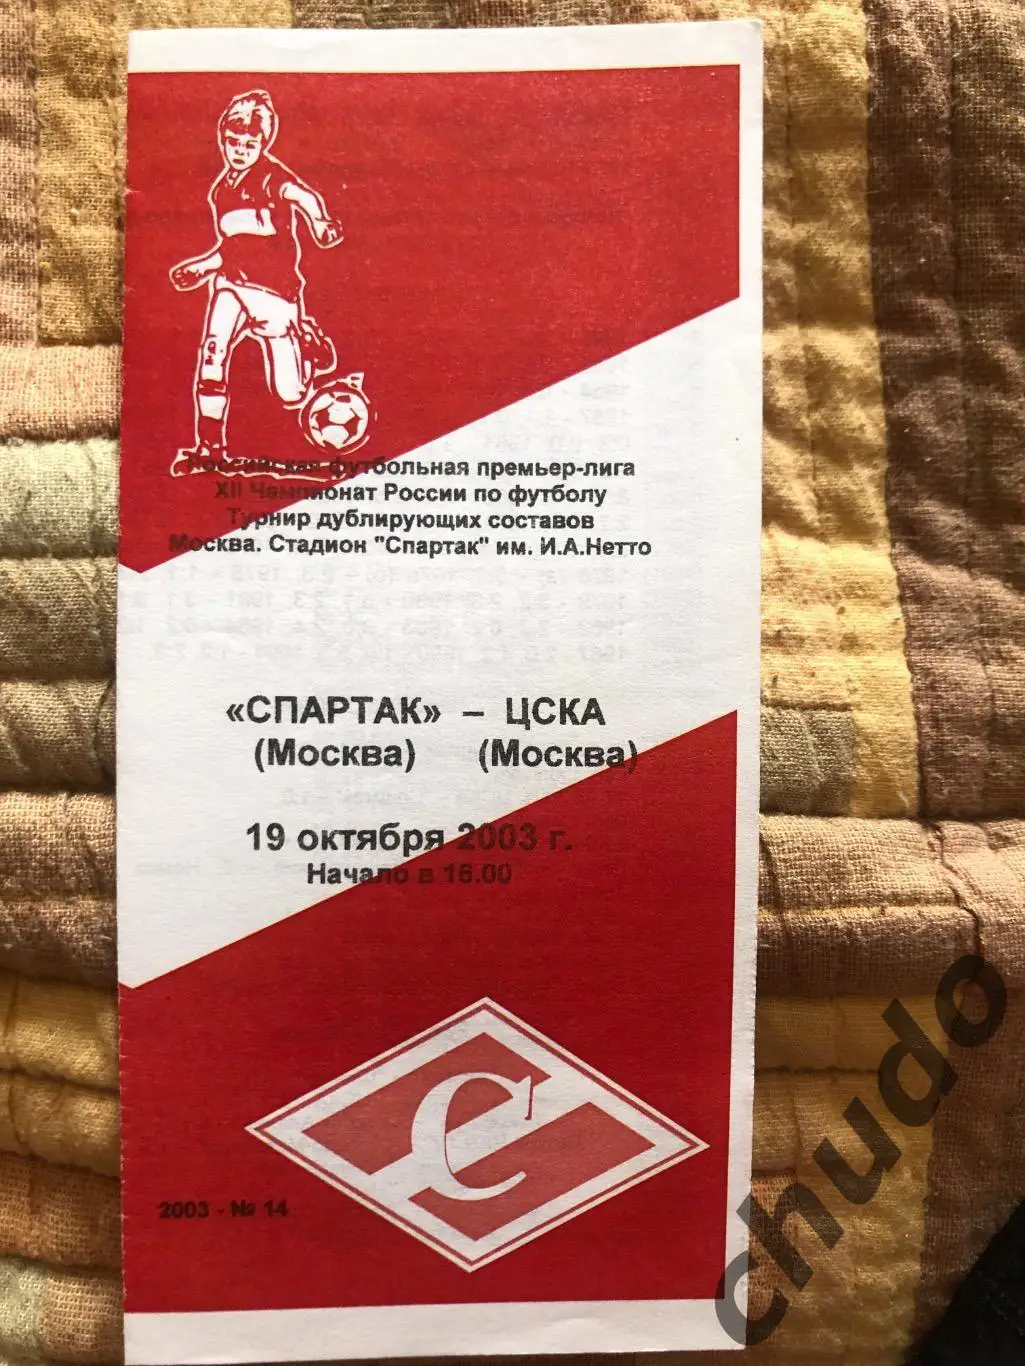 Российская футбольная премьер-лига
XII Чемпионат России по футболу
Турнир дублирующих составов
Москва. Стадион "Спартак" им. И.А.Нетто
«СПАРТАК» – ЦСКА
(Москва) (Москва)
19 октября 2003 г.
Начало в 16.00
С
2003 - № 14
chudo